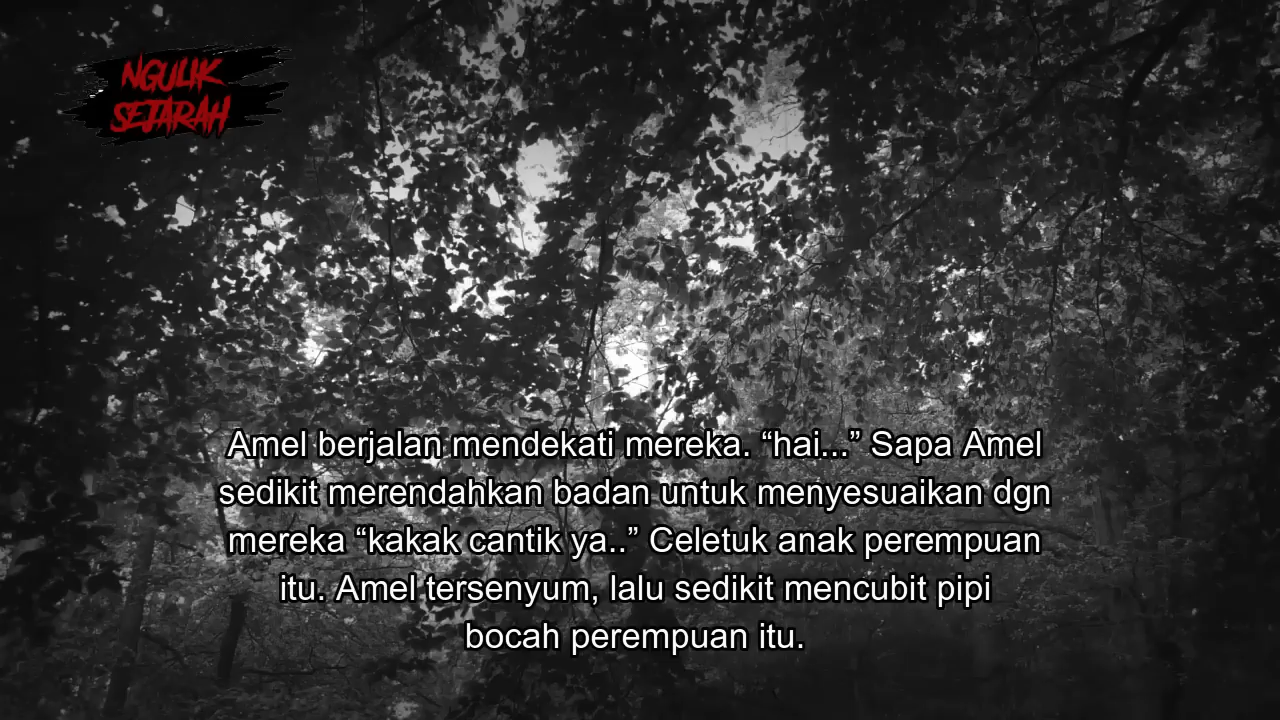 NGULIK
SEJARAH
Amel berjalan mendekati mereka. “hai...” Sapa Amel
sedikit merendahkan badan untuk menyesuaikan dgn
mereka “kakak cantik ya..” Celetuk anak perempuan
itu. Amel tersenyum, lalu sedikit mencubit pipi
bocah perempuan itu.